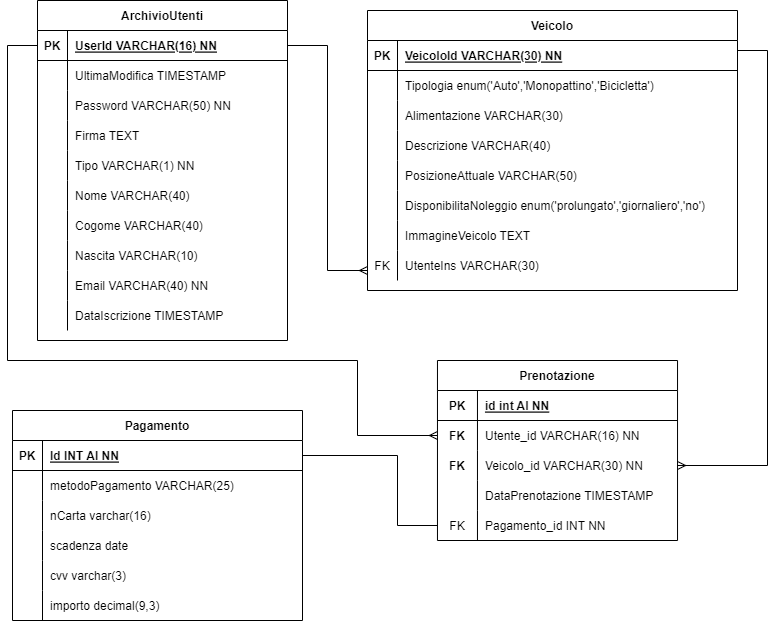 ArchivioUtenti
PK UserId VARCHAR(16) NN
UltimaModifica TIMESTAMP
Password VARCHAR(50) NN
Firma TEXT
Tipo VARCHAR(1) NN
Nome VARCHAR(40)
Cogome VARCHAR(40)
Nascita VARCHAR(10)
Email VARCHAR(40) NN
DataIscrizione TIMESTAMP
Veicolo
PK VeicoloId VARCHAR(30) NN
Tipologia enum('Auto','Monopattino','Bicicletta')
Alimentazione VARCHAR(30)
Descrizione VARCHAR(40)
PosizioneAttuale VARCHAR(50)
DisponibilitaNoleggio enum('prolungato','giornaliero','no')
ImmagineVeicolo TEXT
FK UtenteIns VARCHAR(30)
Prenotazione
PK id int AI NN
FK Utente_id VARCHAR(16) NN
FK Veicolo_id VARCHAR(30) NN
DataPrenotazione TIMESTAMP
FK Pagamento_id INT NN
Pagamento
PK Id INT AI NN
metodoPagamento VARCHAR(25)
nCarta varchar(16)
scadenza date
cvv varchar(3)
importo decimal(9,3)